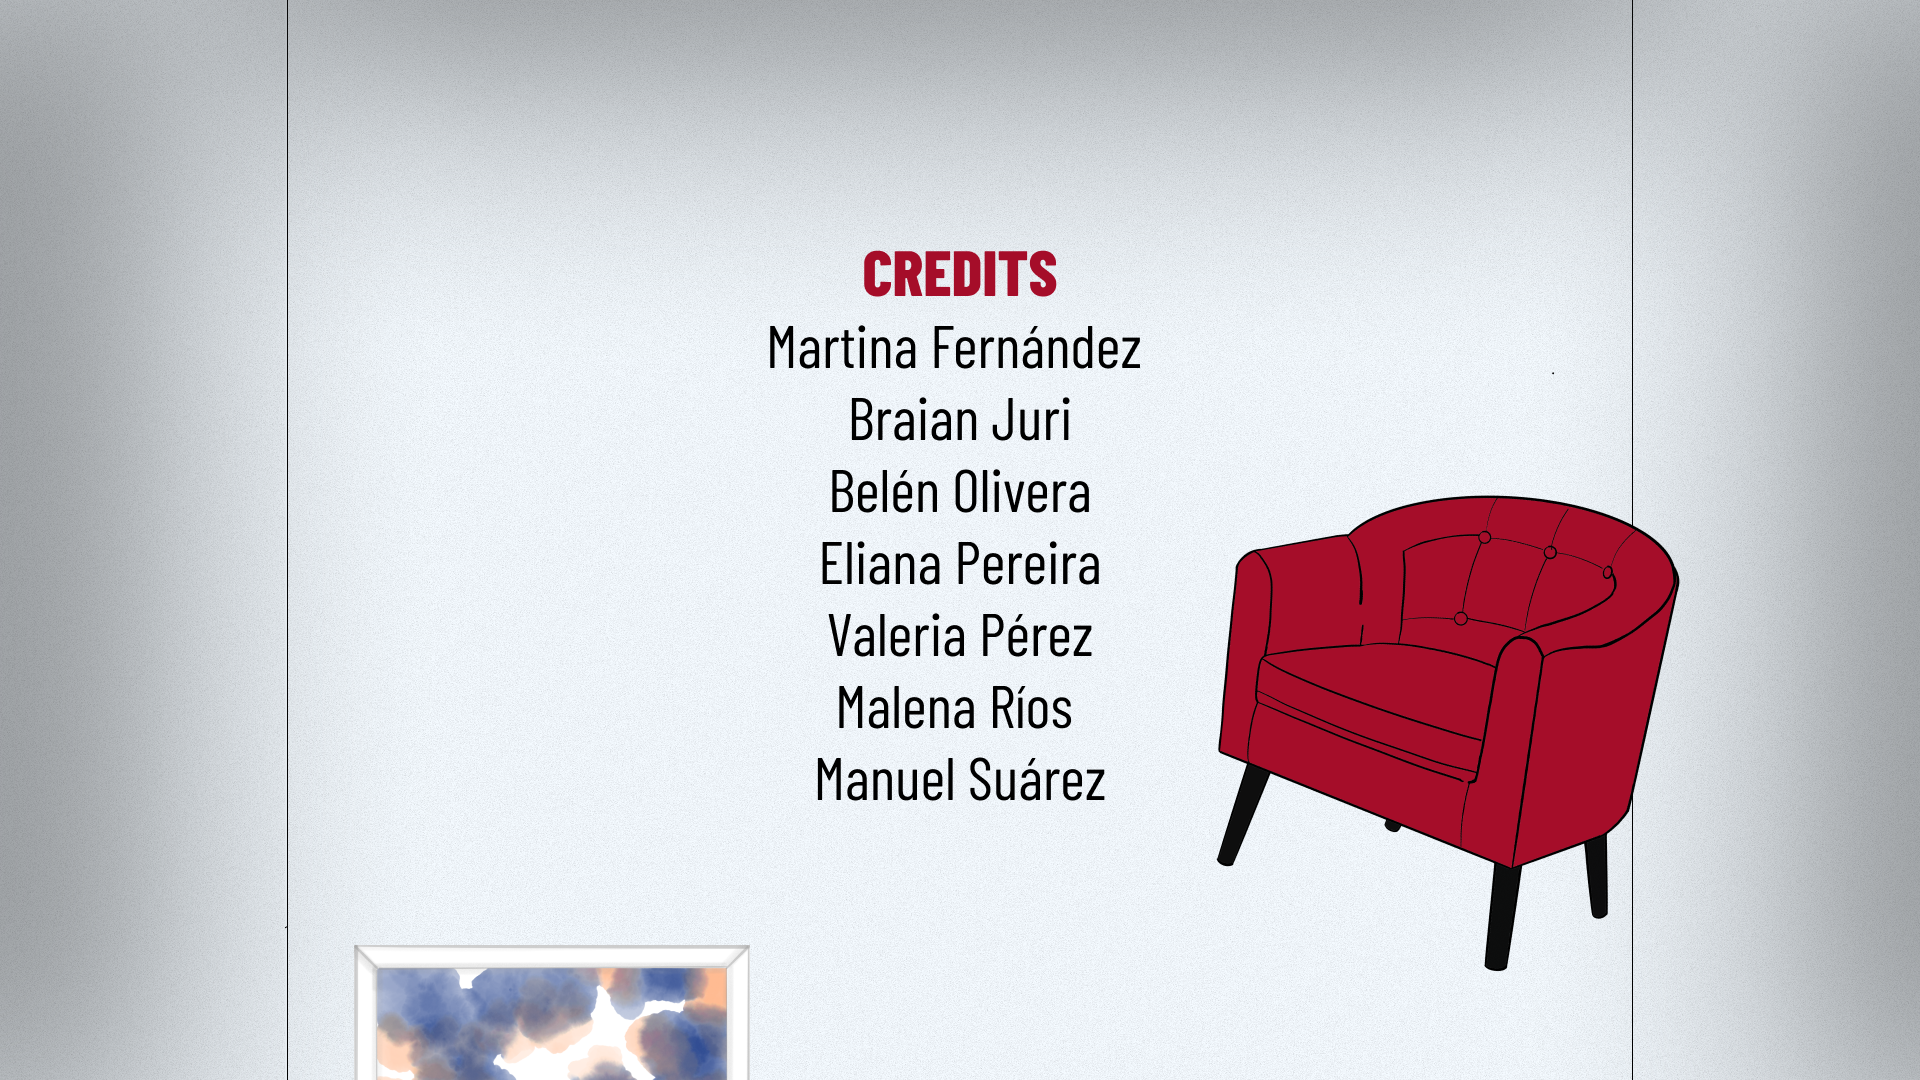 CREDITS
Martina Fernández
Braian Juri
Belén Olivera
Eliana Pereira
Valeria Pérez
Malena Ríos
Manuel Suárez